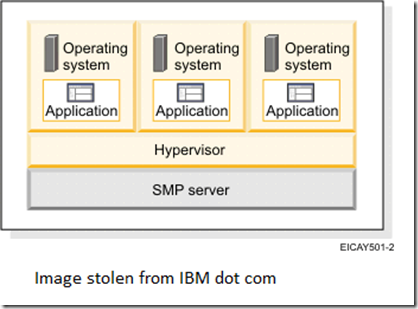 Operating
system
Application
Operating
system
Application
Operating
system
Application
Hypervisor
SMP server
EICAY501-2
Image stolen from IBM dot com